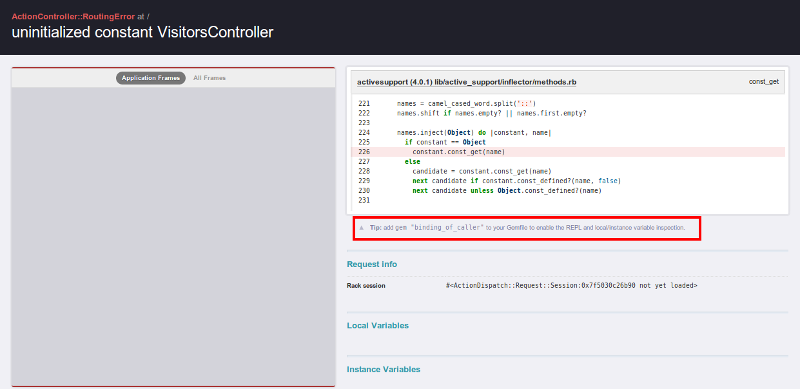 ActionController::RoutingError at /
uninitialized constant VisitorsController
Application Frames All Frames
activesupport (4.0.1) lib/active_support/inflector/methods.rb const_get
221 names = camel_cased_word.split('::')
222 names.shift if names.empty? || names.first.empty?
223
224 names.inject(Object) do |constant, name|
225 if constant == Object
226 constant.const_get(name)
227 else
228 candidate = constant.const_get(name)
229 next candidate if constant.const_defined?(name, false)
230 next candidate unless Object.const_defined?(name)
231
Tip: add gem "binding_of_caller" to your Gemfile to enable the REPL and local/instance variable inspection.
Request Info
Rack session #<ActionDispatch::Request::Session:0x7f5030c26b90 not yet loaded>
Local Variables
Instance Variables